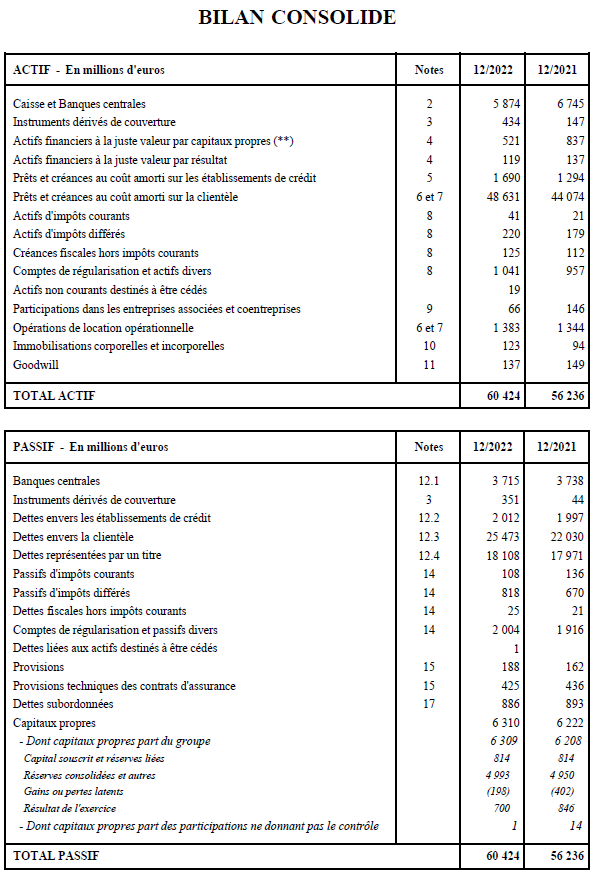 BILAN CONSOLIDE
ACTIF - En millions d'euros Notes 12/2022 12/2021
Caisse et Banques centrales 2 5 874 6 745
Instruments dérivés de couverture 3 434 147
Actifs financiers à la juste valeur par capitaux propres (**) 4 521 837
Actifs financiers à la juste valeur par résultat 4 119 137
Prêts et créances au coût amorti sur les établissements de crédit 5 1 690 1 294
Prêts et créances au coût amorti sur la clientèle 6 et 7 48 631 44 074
Actifs d'impôts courants 8 41 21
Actifs d'impôts différés 8 220 179
Créances fiscales hors impôts courants 8 125 112
Comptes de régularisation et actifs divers 8 1 041 957
Actifs non courants destinés à être cédés 19
Participations dans les entreprises associées et coentreprises 9 66 146
Opérations de location opérationnelle 6 et 7 1 383 1 344
Immobilisations corporelles et incorporelles 10 123 94
Goodwill 11 137 149
TOTAL ACTIF 60 424 56 236
PASSIF - En millions d'euros Notes 12/2022 12/2021
Banques centrales 12.1 3 715 3 738
Instruments dérivés de couverture 3 351 44
Dettes envers les établissements de crédit 12.2 2 012 1 997
Dettes envers la clientèle 12.3 25 473 22 030
Dettes représentées par un titre 12.4 18 108 17 971
Passifs d'impôts courants 14 108 136
Passifs d'impôts différés 14 818 670
Dettes fiscales hors impôts courants 14 25 21
Comptes de régularisation et passifs divers 14 2 004 1 916
Dettes liées aux actifs destinés à être cédés 1
Provisions 15 188 162
Provisions techniques des contrats d'assurance 15 425 436
Dettes subordonnées 17 886 893
Capitaux propres 6 310 6 222
- Dont capitaux propres part du groupe 6 309 6 208
Capital souscrit et réserves liées 814 814
Réserves consolidées et autres 4 993 4 950
Gains ou pertes latents (198) (402)
Résultat de l'exercice 700 846
- Dont capitaux propres part des participations ne donnant pas le contrôle 1 14
TOTAL PASSIF 60 424 56 236